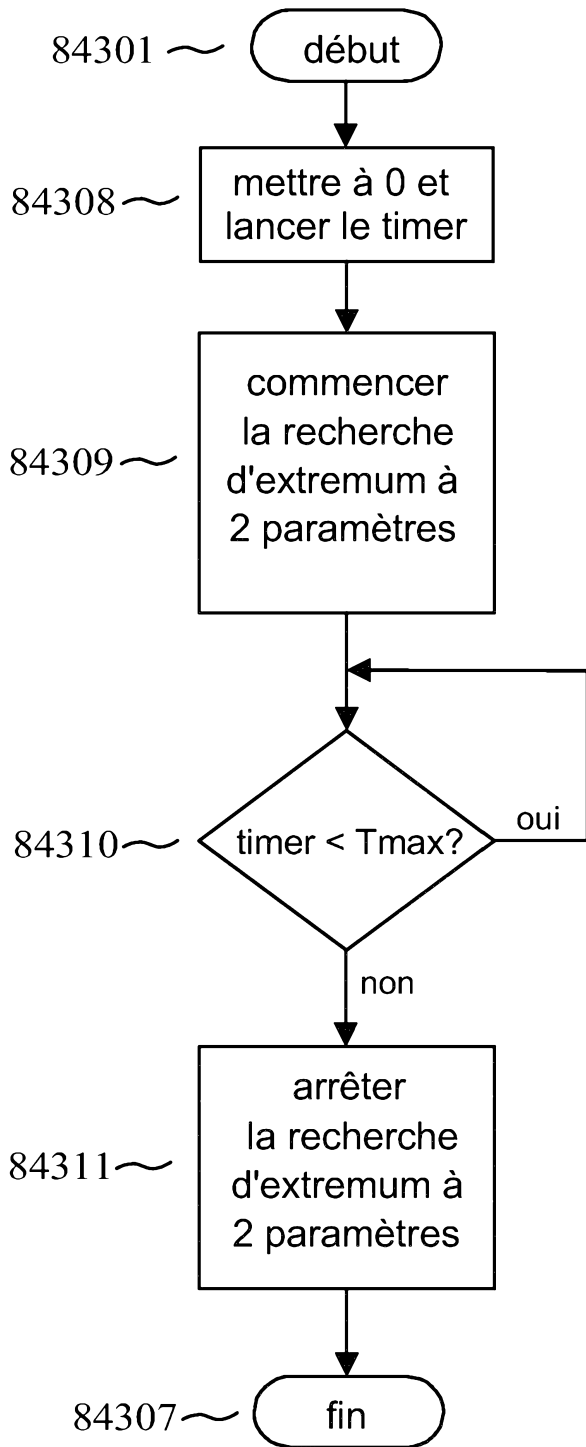 84301
début
84308
mettre à 0 et
lancer le timer
84309
commencer
la recherche
d'extremum à
2 paramètres
84310
timer < Tmax?
oui
non
84311
arrêter
la recherche
d'extremum à
2 paramètres
84307
fin